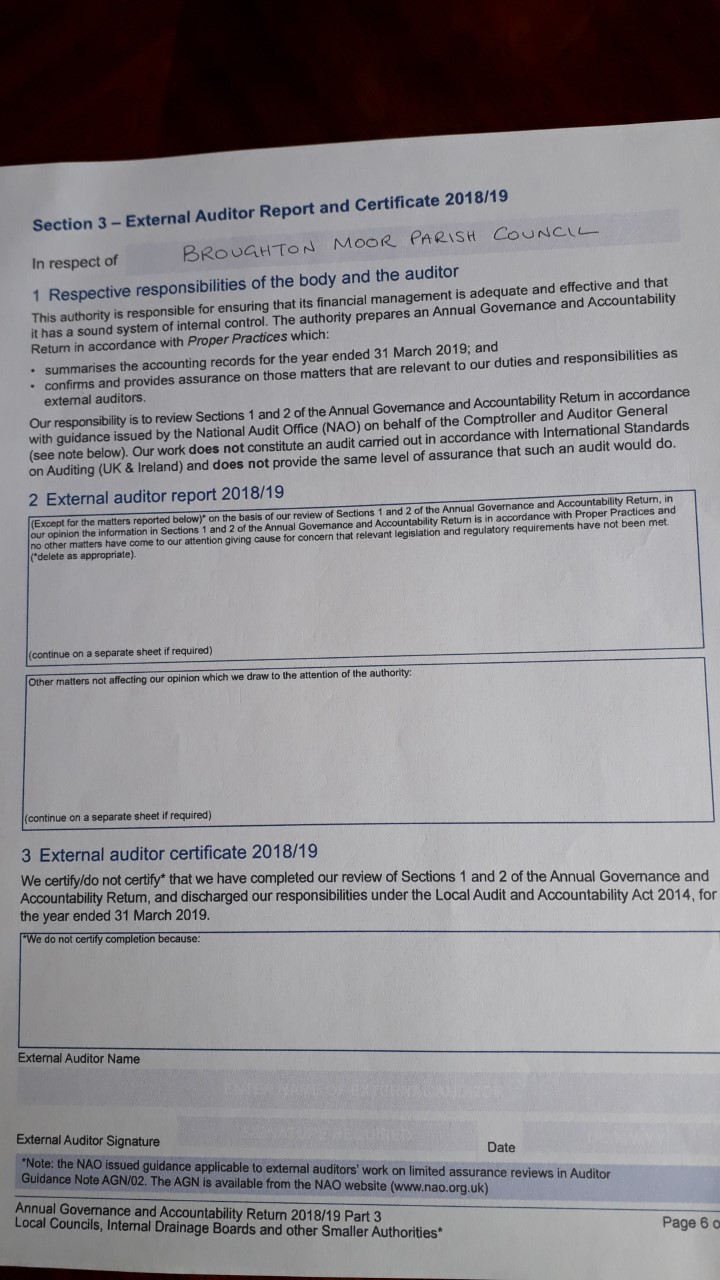 Section 3 – External Auditor Report and Certificate 2018/19
In respect of BROUGHTON MOOR PARISH COUNCIL
1 Respective responsibilities of the body and the auditor
This authority is responsible for ensuring that its financial management is adequate and effective and that
it has a sound system of internal control. The authority prepares an Annual Governance and Accountability
Return in accordance with Proper Practices which:
• summarises the accounting records for the year ended 31 March 2019; and
• confirms and provides assurance on those matters that are relevant to our duties and responsibilities as
external auditors.
Our responsibility is to review Sections 1 and 2 of the Annual Governance and Accountability Return in accordance
with guidance issued by the National Audit Office (NAO) on behalf of the Comptroller and Auditor General
(see note below). Our work does not constitute an audit carried out in accordance with International Standards
on Auditing (UK & Ireland) and does not provide the same level of assurance that such an audit would do.
2 External auditor report 2018/19
(Except for the matters reported below)* on the basis of our review of Sections 1 and 2 of the Annual Governance and Accountability Return, in
our opinion the information in Sections 1 and 2 of the Annual Governance and Accountability Return is in accordance with Proper Practices and
no other matters have come to our attention giving cause for concern that relevant legislation and regulatory requirements have not been met.
(*delete as appropriate).
(continue on a separate sheet if required)
Other matters not affecting our opinion which we draw to the attention of the authority:
(continue on a separate sheet if required)
3 External auditor certificate 2018/19
We certify/do not certify* that we have completed our review of Sections 1 and 2 of the Annual Governance and
Accountability Return, and discharged our responsibilities under the Local Audit and Accountability Act 2014, for
the year ended 31 March 2019.
*We do not certify completion because:
External Auditor Name
External Auditor Signature
Date
*Note: the NAO issued guidance applicable to external auditors' work on limited assurance reviews in Auditor
Guidance Note AGN/02. The AGN is available from the NAO website (www.nao.org.uk)
Annual Governance and Accountability Return 2018/19 Part 3
Local Councils, Internal Drainage Boards and other Smaller Authorities*
Page 6 o